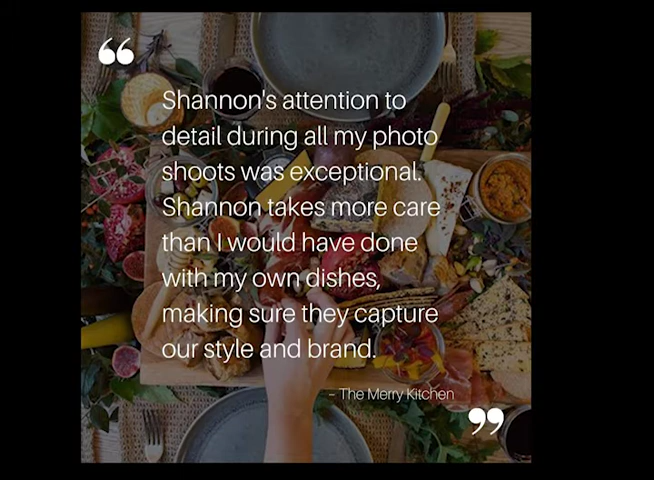 “
Shannon's attention to
detail during all my photo
shoots was exceptional.
Shannon takes more care
than I would have done
with my own dishes,
making sure they capture
our style and brand.
– The Merry Kitchen
”